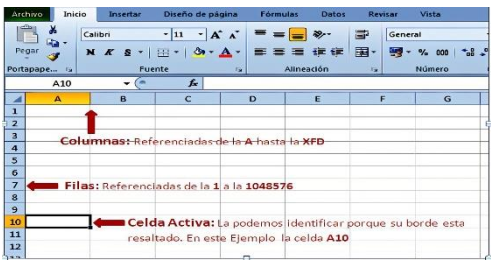 Archivo Inicio Insertar Diseño de página Fórmulas Datos Revisar Vista
Calibri 11 A A General
Pegar N K S A % 000
Portapape... Fuente Alineación Número
A10 fx
A B C D E F G
1
2
3 Columnas: Referenciadas de la A hasta la XFD
4
5
6
7 Filas: Referenciadas de la 1 a la 1048576
8
9
10 Celda Activa: La podemos identificar porque su borde esta
11 resaltado. En este Ejemplo la celda A10
12